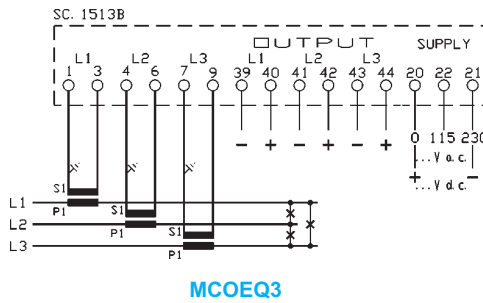 SC. 1513B
OUTPUT SUPPLY
L1 L2 L3 L1 L2 L3
1 3 4 6 7 9 39 40 41 42 43 44 20 22 21
- + - + - + 0 115 230
...V a.c.
+ -
...V d.c.
S1
L1
P1
S1
L2
P1
S1
L3
P1
MCOEQ3